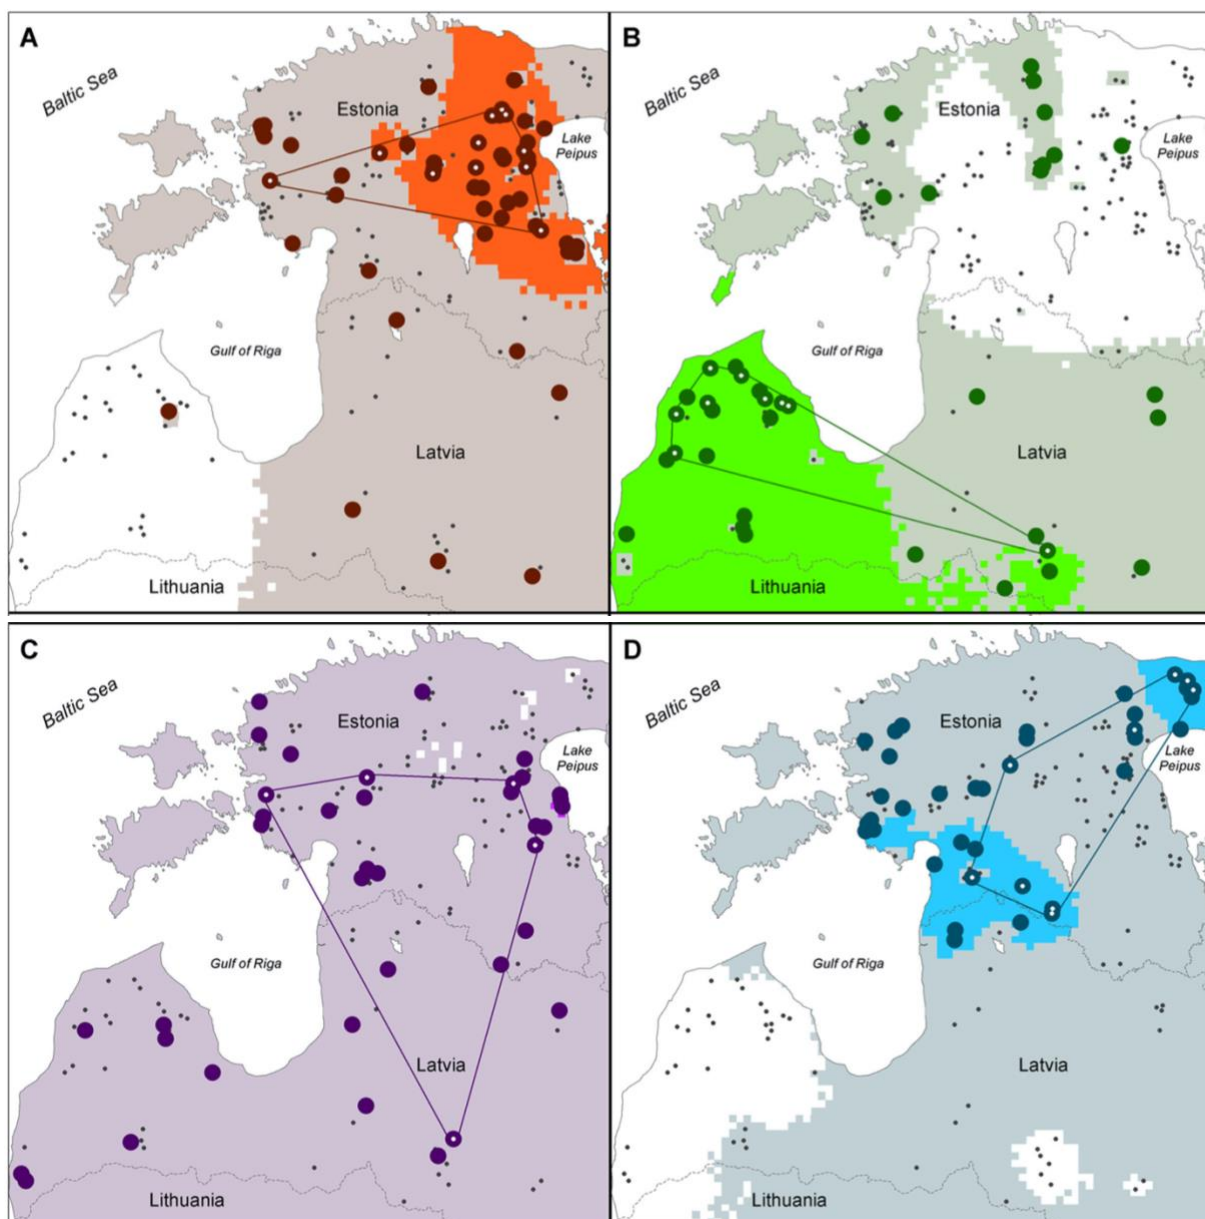 A
Baltic Sea
Estonia
Lake
Peipus
Gulf of Riga
Latvia
Lithuania
B
Baltic Sea
Estonia
Lake
Peipus
Gulf of Riga
Latvia
Lithuania
C
Baltic Sea
Estonia
Lake
Peipus
Gulf of Riga
Latvia
Lithuania
D
Baltic Sea
Estonia
Lake
Peipus
Gulf of Riga
Latvia
Lithuania